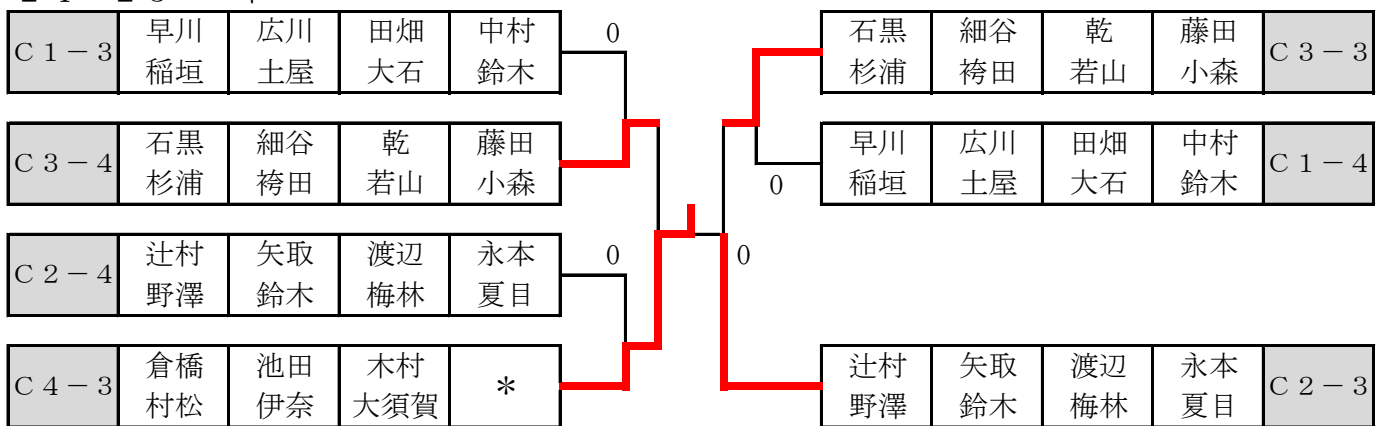 C1-3 早川 広川 田畑 中村 0 石黒 細谷 乾 藤田 C3-3
稲垣 土屋 大石 鈴木 杉浦 袴田 若山 小森
C3-4 石黒 細谷 乾 藤田 早川 広川 田畑 中村 C1-4
杉浦 袴田 若山 小森 0 稲垣 土屋 大石 鈴木
C2-4 辻村 矢取 渡辺 永本 0 0
野澤 鈴木 梅林 夏目
C4-3 倉橋 池田 木村 * 辻村 矢取 渡辺 永本 C2-3
村松 伊奈 大須賀 野澤 鈴木 梅林 夏目